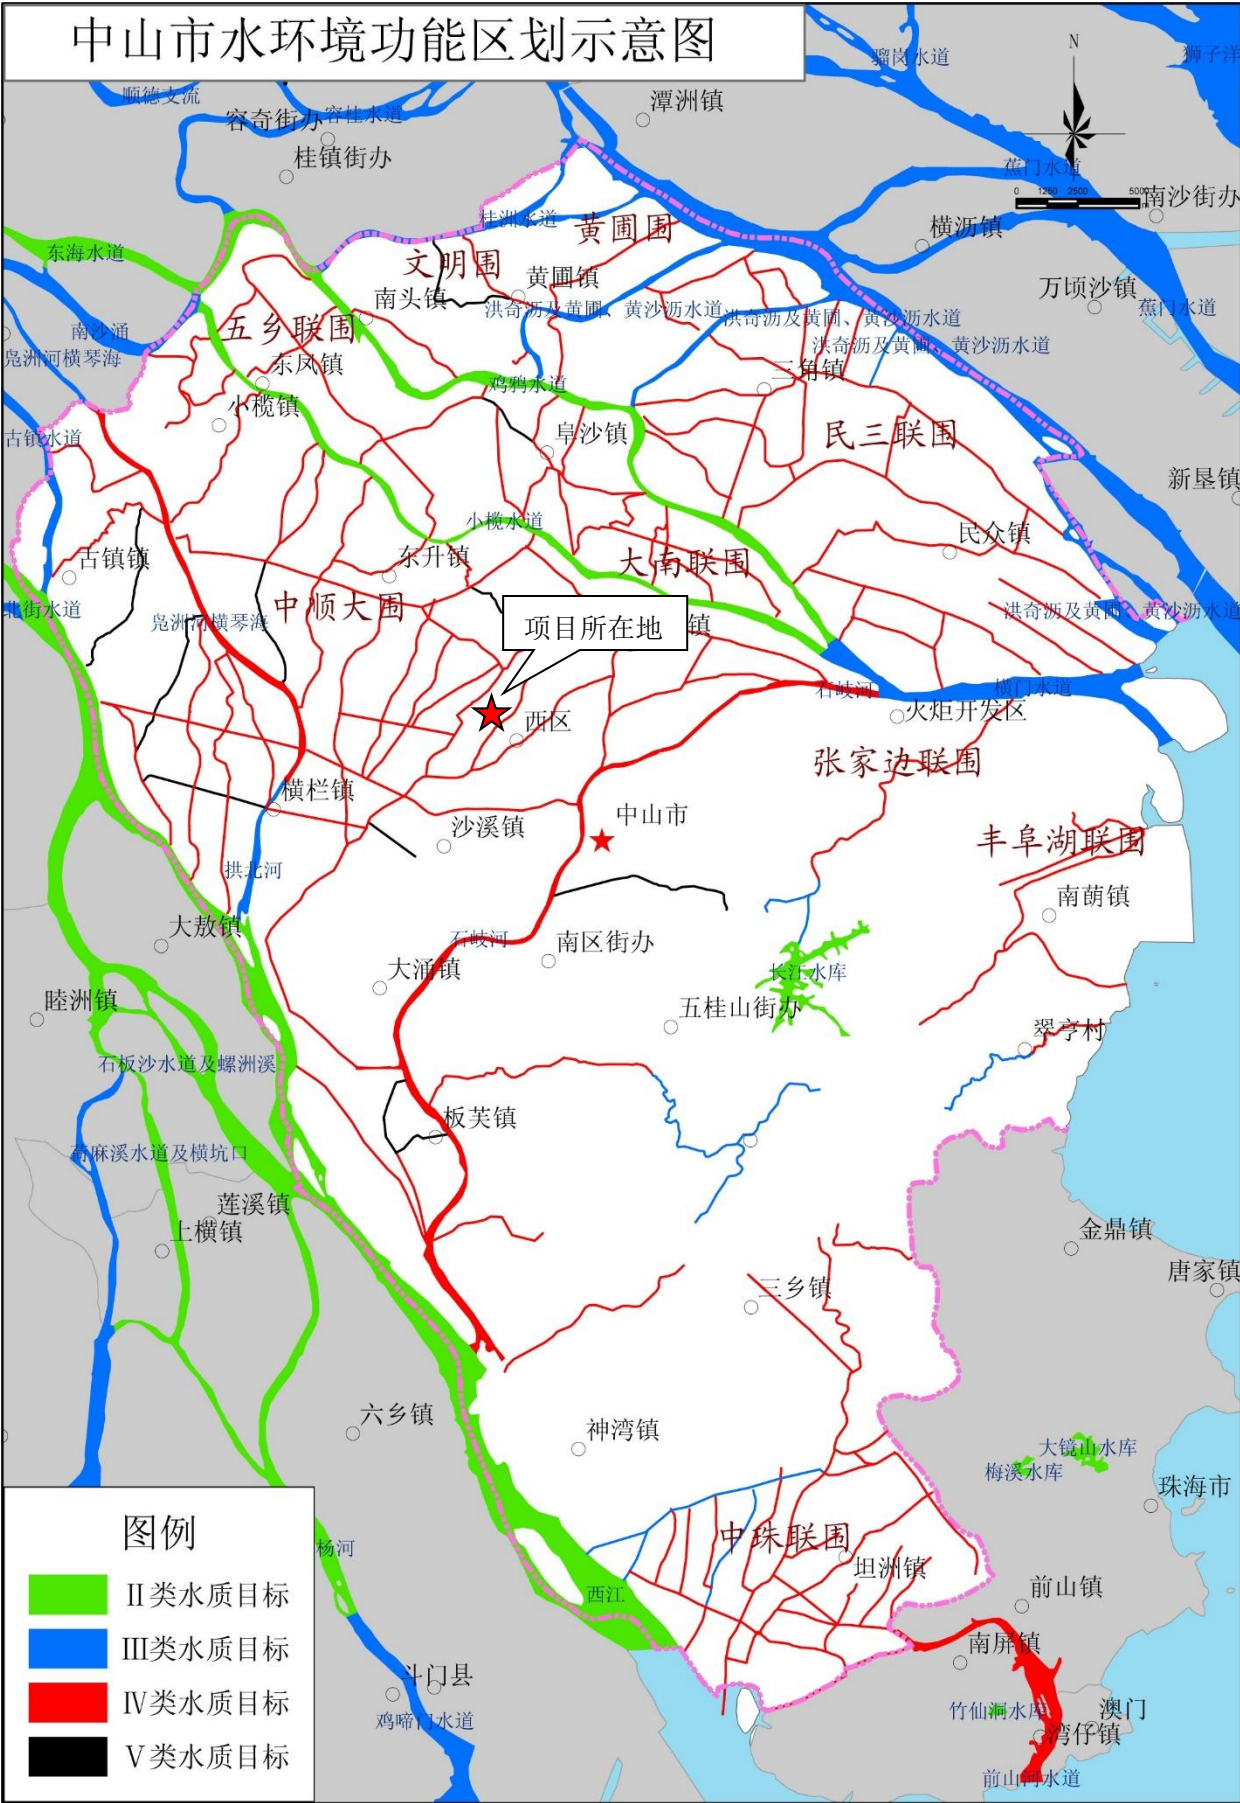 中山市水环境功能区划示意图
骝岗水道
狮子洋
N
顺德支流
容奇街办
容桂水道
潭洲镇
桂镇街办
蕉门水道
0 1250 2500 5000
南沙街办
桂洲水道
黄圃围
横沥镇
东海水道
文明围
黄圃镇
万顷沙镇
南头镇
洪奇沥及黄圃、黄沙沥水道
洪奇沥及黄圃、黄沙沥水道
蕉门水道
南沙涌
五乡联围
洪奇沥及黄圃、黄沙沥水道
凫洲河横琴海
东凤镇
鸡鸦水道
三角镇
小榄镇
古镇水道
阜沙镇
民三联围
新垦镇
小榄水道
民众镇
古镇镇
东升镇
大南联围
北街水道
凫洲河横琴海
中顺大围
项目所在地
镇
洪奇沥及黄圃、黄沙沥水道
石岐河
横门水道
西区
火炬开发区
张家边联围
横栏镇
中山市
沙溪镇
丰阜湖联围
拱北河
南蓢镇
大敖镇
石岐河
南区街办
大涌镇
长江水库
睦洲镇
五桂山街办
翠亨村
石板沙水道及螺洲溪
板芙镇
荷麻溪水道及横坑口
莲溪镇
上横镇
金鼎镇
三乡镇
唐家镇
六乡镇
神湾镇
大镜山水库
梅溪水库
珠海市
图例
杨河
中珠联围
坦洲镇
Ⅱ类水质目标
西江
前山镇
Ⅲ类水质目标
南屏镇
斗门县
Ⅳ类水质目标
竹仙洞水库
澳门
鸡啼门水道
湾仔镇
Ⅴ类水质目标
前山河水道